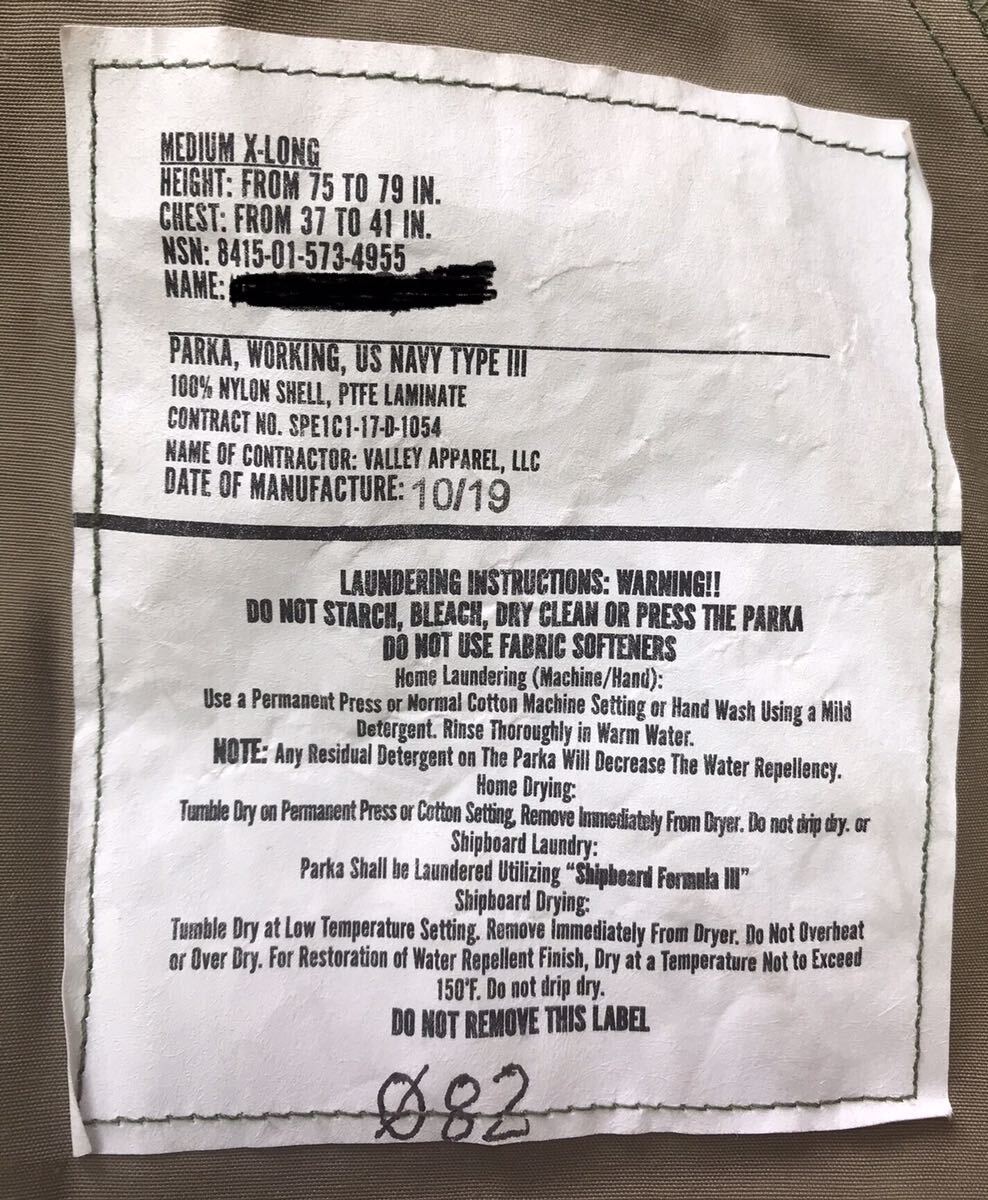 MEDIUM X-LONG
HEIGHT: FROM 75 TO 79 IN.
CHEST: FROM 37 TO 41 IN.
NSN: 8415-01-573-4955
NAME:
PARKA, WORKING, US NAVY TYPE III
100% NYLON SHELL, PTFE LAMINATE
CONTRACT NO. SPE1C1-17-D-1054
NAME OF CONTRACTOR: VALLEY APPAREL, LLC
DATE OF MANUFACTURE: 10/19
LAUNDERING INSTRUCTIONS: WARNING!!
DO NOT STARCH, BLEACH, DRY CLEAN OR PRESS THE PARKA
DO NOT USE FABRIC SOFTENERS
Home Laundering (Machine/Hand):
Use a Permanent Press or Normal Cotton Machine Setting or Hand Wash Using a Mild
Detergent. Rinse Thoroughly in Warm Water.
NOTE: Any Residual Detergent on The Parka Will Decrease The Water Repellency.
Home Drying:
Tumble Dry on Permanent Press or Cotton Setting, Remove Immediately From Dryer. Do not drip dry. or
Shipboard Laundry:
Parka Shall be Laundered Utilizing “Shipboard Formula III”
Shipboard Drying:
Tumble Dry at Low Temperature Setting. Remove Immediately From Dryer. Do Not Overheat
or Over Dry. For Restoration of Water Repellent Finish, Dry at a Temperature Not to Exceed
150°F. Do not drip dry.
DO NOT REMOVE THIS LABEL
Ø82